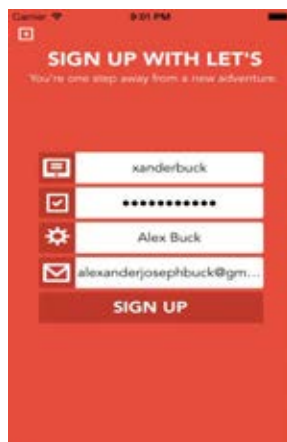 Carrier 9:01 PM
SIGN UP WITH LET'S
You're one step away from a new adventure.
xanderbuck
•••••••••••
Alex Buck
alexanderjosephbuck@gm...
SIGN UP